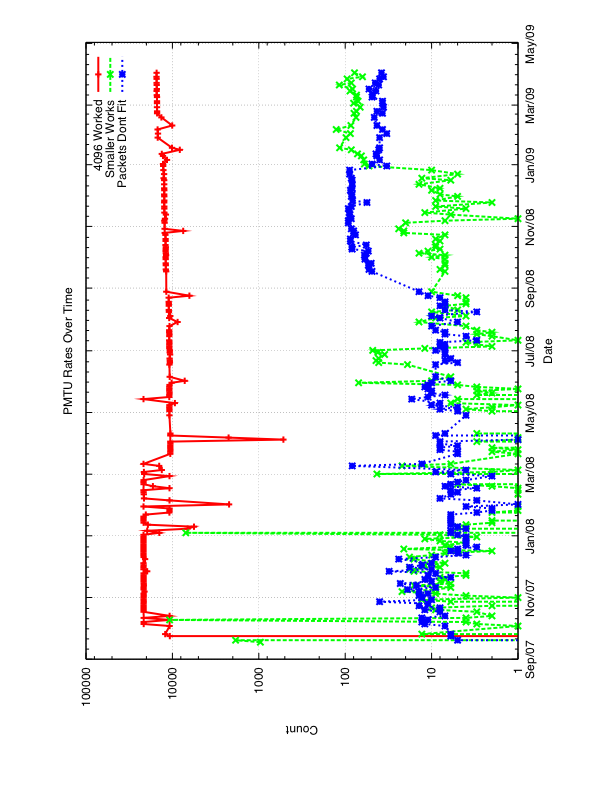 PMTU Rates Over Time
4096 Worked
Smaller Works
Packets Dont Fit
Count
100000
10000
1000
100
10
1
Sep/07
Nov/07
Jan/08
Mar/08
May/08
Jul/08
Sep/08
Nov/08
Jan/09
Mar/09
May/09
Date